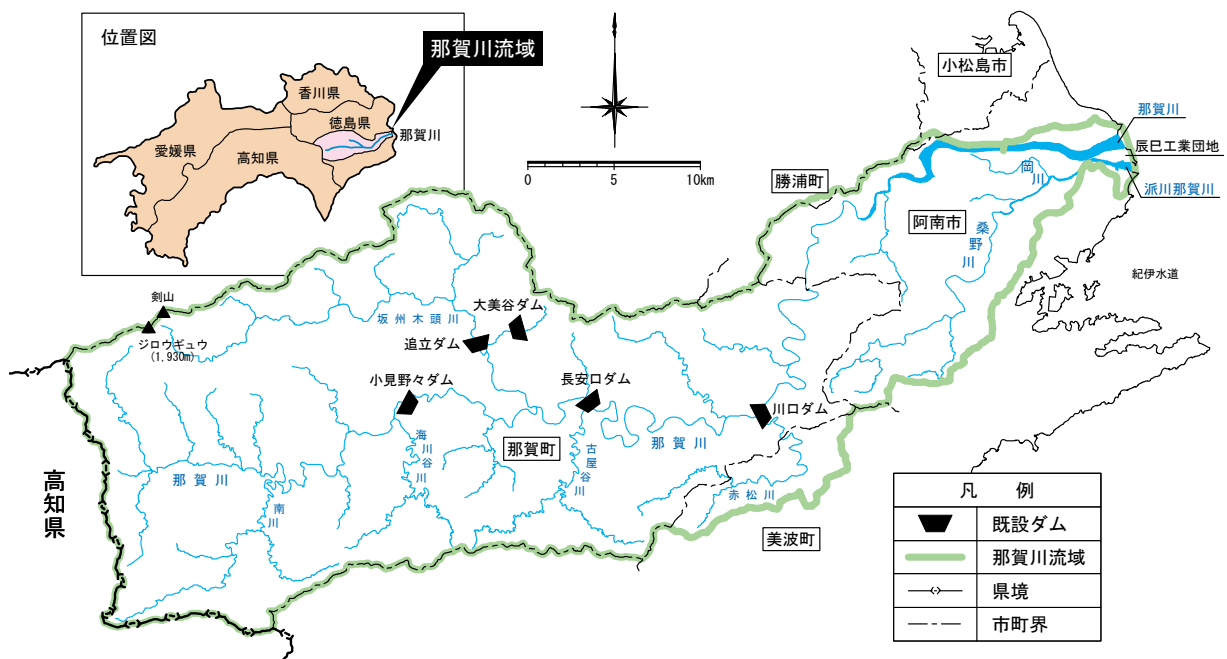 位置図
那賀川流域
香川県
徳島県
那賀川
愛媛県
高知県
0 5 10km
小松島市
那賀川
辰巳工業団地
派川那賀川
勝浦町
岡川
阿南市
桑野川
紀伊水道
剣山
ジロウギュウ
(1,930m)
坂州木頭川
大美谷ダム
追立ダム
小見野々ダム
長安口ダム
川口ダム
海川谷川
那賀町
古屋谷川
那賀川
那賀川
南川
赤松川
高知県
美波町
凡 例
既設ダム
那賀川流域
県境
市町界